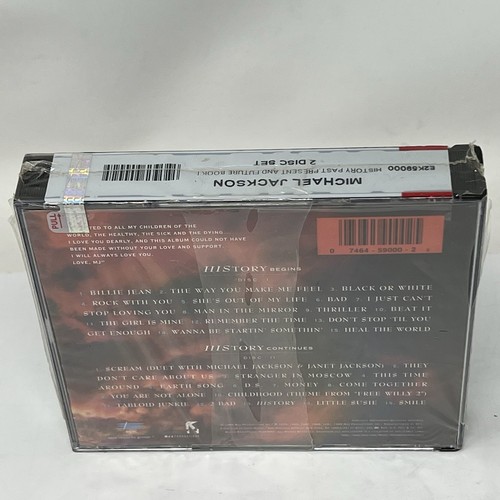 MICHAEL JACKSON
HISTORY PAST PRESENT AND FUTURE BOOK I
2 DISC SET
E2K59000
PULL
TED TO ALL MY CHILDREN OF THE
WORLD, THE HEALTHY, THE SICK AND THE DYING
I LOVE YOU DEARLY, AND THIS ALBUM COULD NOT HAVE
BEEN MADE WITHOUT YOUR LOVE AND SUPPORT.
I WILL ALWAYS LOVE YOU.
LOVE, MJ"
0 7464-59000-2
HISTORY BEGINS
DISC I
BILLIE JEAN THE WAY YOU MAKE ME FEEL BLACK OR WHITE
ROCK WITH YOU SHE'S OUT OF MY LIFE BAD I JUST CAN'T
STOP LOVING YOU MAN IN THE MIRROR THRILLER BEAT IT
THE GIRL IS MINE REMEMBER THE TIME DON'T STOP 'TIL YOU
GET ENOUGH WANNA BE STARTIN' SOMETHIN' HEAL THE WORLD
HISTORY CONTINUES
DISC II
SCREAM (DUET WITH MICHAEL JACKSON & JANET JACKSON) THEY
DON'T CARE ABOUT US STRANGER IN MOSCOW THIS TIME
AROUND EARTH SONG D.S. MONEY COME TOGETHER
YOU ARE NOT ALONE CHILDHOOD (THEME FROM "FREE WILLY 2")
TABLOID JUNKIE 2 BAD HISTORY LITTLE SUSIE SMILE